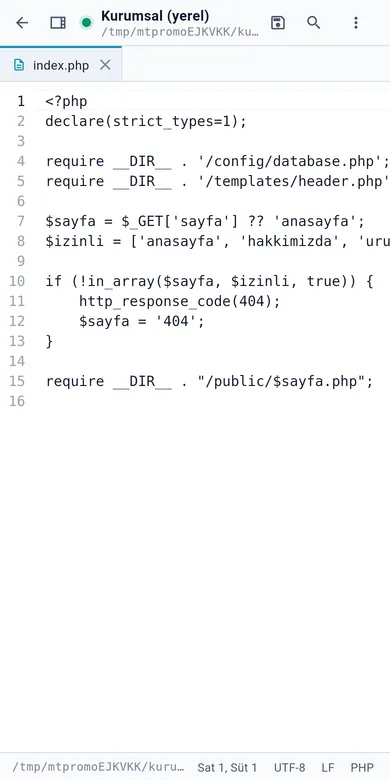 Kurumsal (yerel)
/tmp/mtpromoEJKVKK/ku…
index.php
1 <?php
2 declare(strict_types=1);
3
4 require __DIR__ . '/config/database.php';
5 require __DIR__ . '/templates/header.php'
6
7 $sayfa = $_GET['sayfa'] ?? 'anasayfa';
8 $izinli = ['anasayfa', 'hakkimizda', 'uru
9
10 if (!in_array($sayfa, $izinli, true)) {
11     http_response_code(404);
12     $sayfa = '404';
13 }
14
15 require __DIR__ . "/public/$sayfa.php";
16
/tmp/mtpromoEJKVKK/kuru… Sat 1, Süt 1 UTF-8 LF PHP